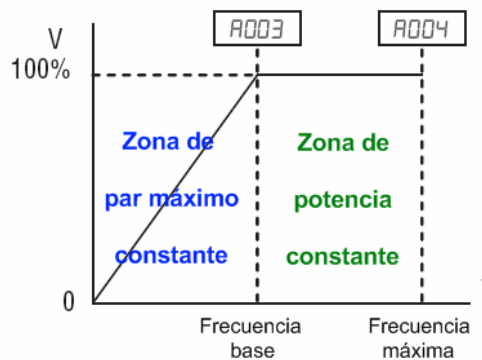 A003
A004
V
100%
Zona de
par máximo
constante
Zona de
potencia
constante
0
Frecuencia
base
Frecuencia
máxima